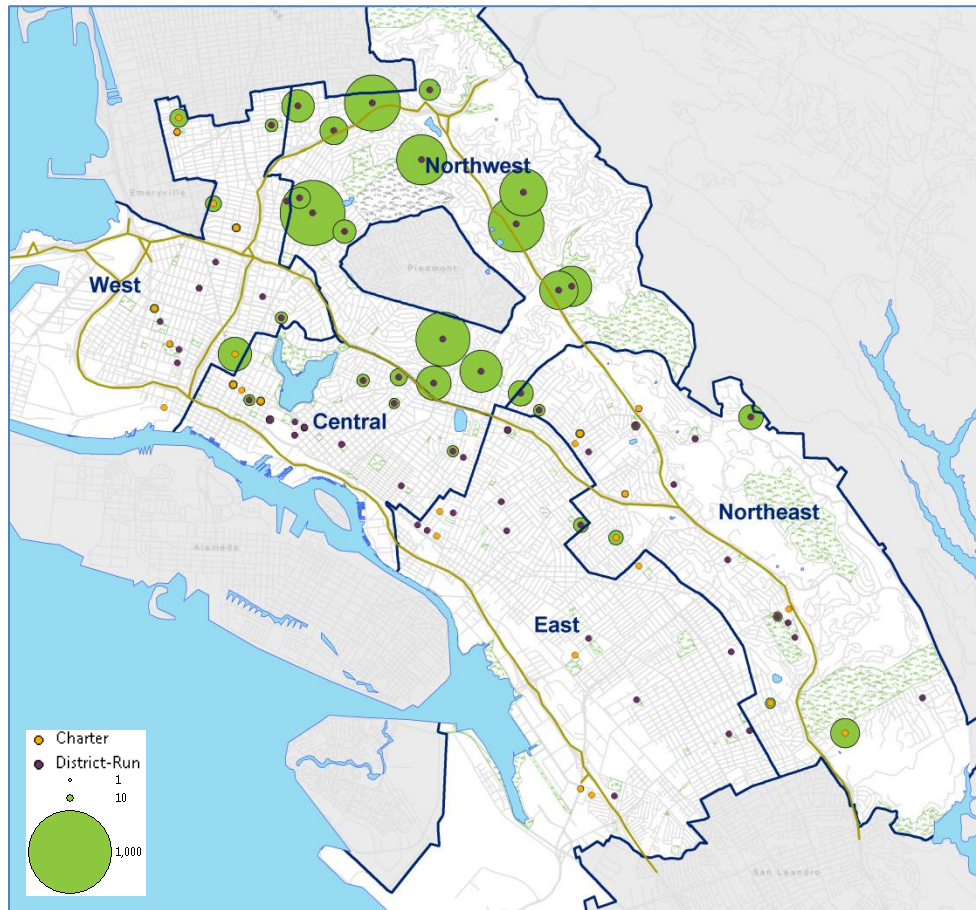 Emeryville
Northwest
Piedmont
West
Central
Northeast
Alameda
East
San Leandro
Charter
District-Run
1
10
1,000